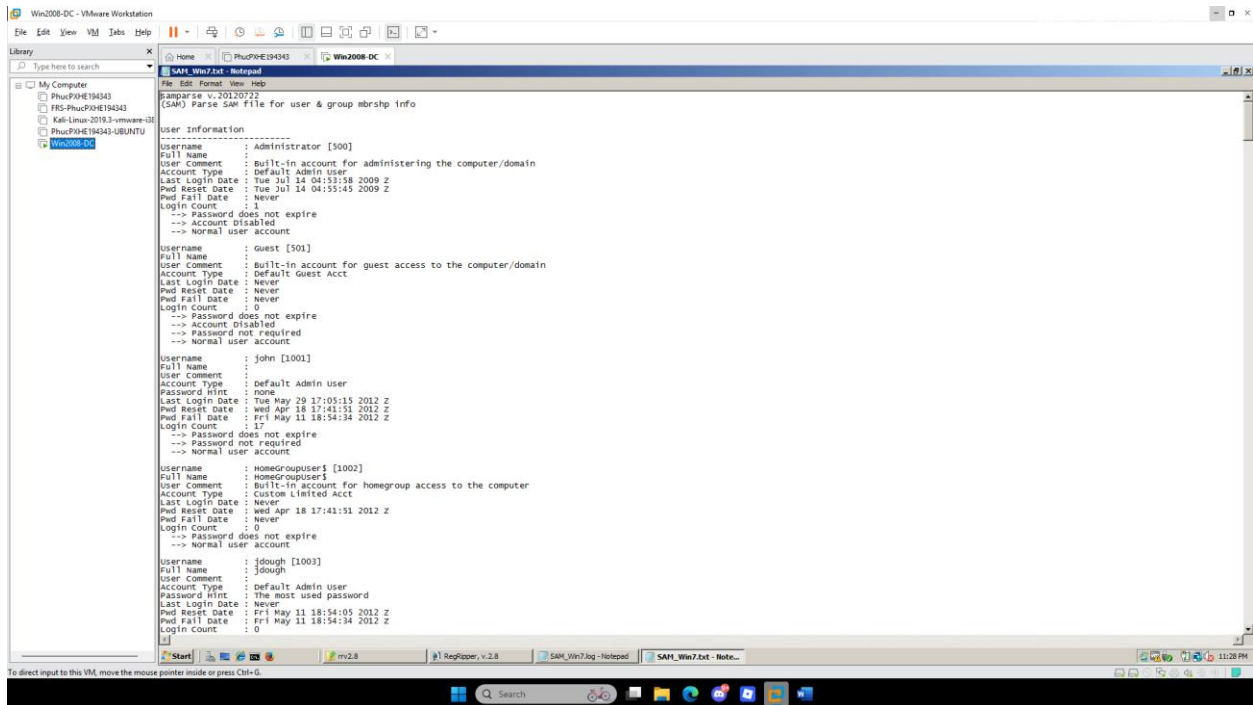 Win2008-DC - VMware Workstation
File Edit View VM Tabs Help
Library
Type here to search
My Computer
PhucPXHE194343
FRS-PhucPXHE194343
Kali-Linux-2019.3-vmware-i38
PhucPXHE194343-UBUNTU
Win2008-DC
Home PhucPXHE194343 Win2008-DC
SAM_Win7.txt - Notepad
File Edit Format View Help
samparse v.20120722
(SAM) Parse SAM file for user & group mbrshp info
User Information
-------------------------
Username : Administrator [500]
Full Name :
User Comment : Built-in account for administering the computer/domain
Account Type : Default Admin User
Last Login Date : Tue Jul 14 04:53:58 2009 Z
Pwd Reset Date : Tue Jul 14 04:55:45 2009 Z
Pwd Fail Date : Never
Login Count : 1
--> Password does not expire
--> Account Disabled
--> Normal user account
Username : Guest [501]
Full Name :
User Comment : Built-in account for guest access to the computer/domain
Account Type : Default Guest Acct
Last Login Date : Never
Pwd Reset Date : Never
Pwd Fail Date : Never
Login Count : 0
--> Password does not expire
--> Account Disabled
--> Password not required
--> Normal user account
Username : john [1001]
Full Name :
User Comment :
Account Type : Default Admin User
Password Hint : none
Last Login Date : Tue May 29 17:05:15 2012 Z
Pwd Reset Date : Wed Apr 18 17:41:51 2012 Z
Pwd Fail Date : Fri May 11 18:54:34 2012 Z
Login Count : 17
--> Password does not expire
--> Password not required
--> Normal user account
Username : HomeGroupUser$ [1002]
Full Name : HomeGroupUser$
User Comment : Built-in account for homegroup access to the computer
Account Type : Custom Limited Acct
Last Login Date : Never
Pwd Reset Date : Wed Apr 18 17:41:51 2012 Z
Pwd Fail Date : Never
Login Count : 0
--> Password does not expire
--> Normal user account
Username : jdough [1003]
Full Name : jdough
User Comment :
Account Type : Default Admin User
Password Hint : The most used password
Last Login Date : Never
Pwd Reset Date : Fri May 11 18:54:05 2012 Z
Pwd Fail Date : Fri May 11 18:54:34 2012 Z
Login Count : 0
Start rrv2.8 RegRipper, v.2.8 SAM_Win7.log - Notepad SAM_Win7.txt - Note... 11:28 PM
To direct input to this VM, move the mouse pointer inside or press Ctrl+G.
Search